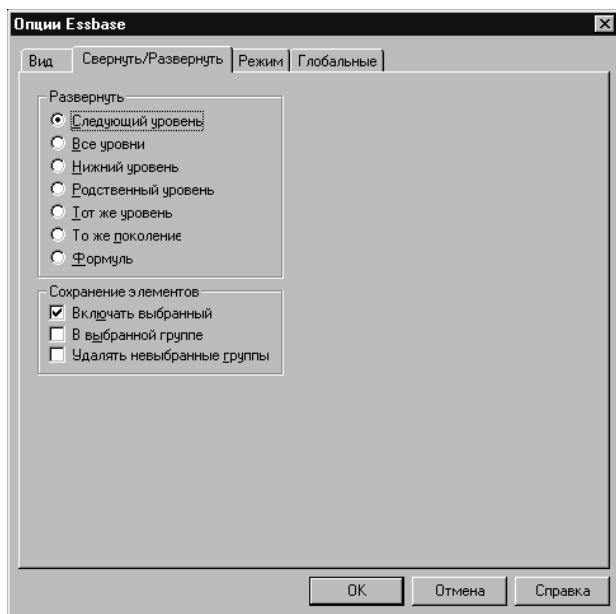 Опции Essbase
Вид Свернуть/Развернуть Режим Глобальные
Развернуть
Следующий уровень
Все уровни
Нижний уровень
Родственный уровень
Тот же уровень
То же поколение
Формуль
Сохранение элементов
Включать выбранный
В выбранной группе
Удалять невыбранные группы
OK Отмена Справка